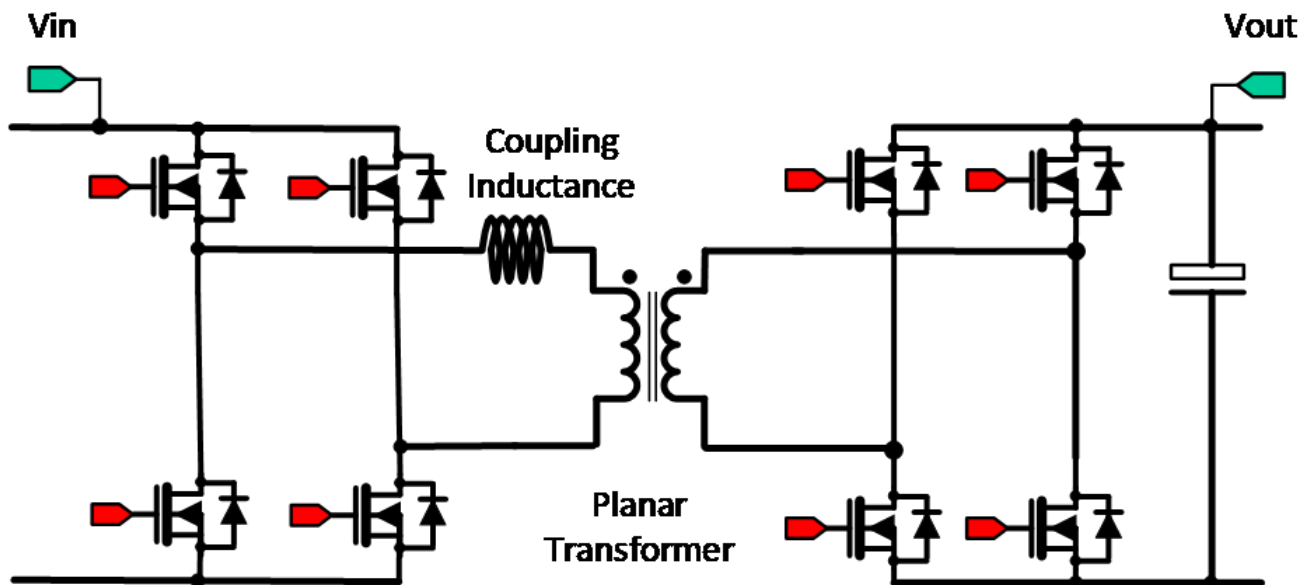 Vin
Vout
Coupling
Inductance
Planar
Transformer